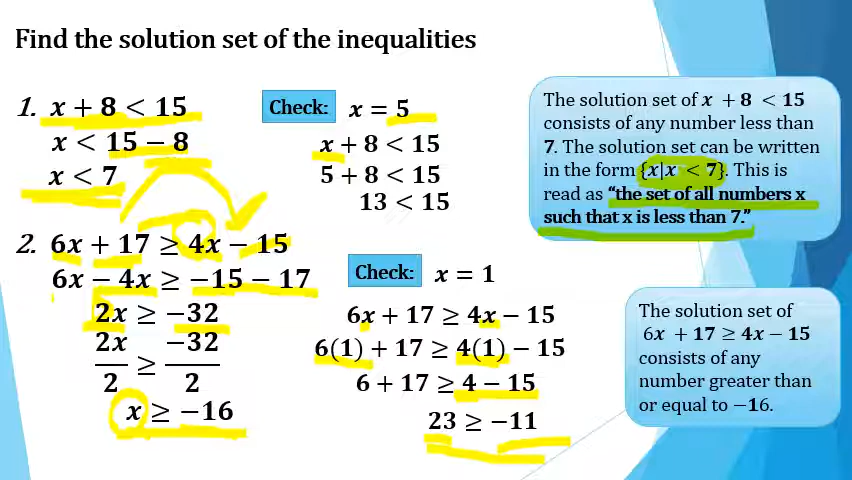 Find the solution set of the inequalities
1. x + 8 < 15
x < 15 − 8
x < 7
Check: x = 5
x + 8 < 15
5 + 8 < 15
13 < 15
The solution set of x + 8 < 15
consists of any number less than
7. The solution set can be written
in the form {x|x < 7}. This is
read as “the set of all numbers x
such that x is less than 7.”
2. 6x + 17 ≥ 4x − 15
6x − 4x ≥ −15 − 17
2x ≥ −32
2x/2 ≥ −32/2
x ≥ −16
Check: x = 1
6x + 17 ≥ 4x − 15
6(1) + 17 ≥ 4(1) − 15
6 + 17 ≥ 4 − 15
23 ≥ −11
The solution set of
6x + 17 ≥ 4x − 15
consists of any
number greater than
or equal to −16.